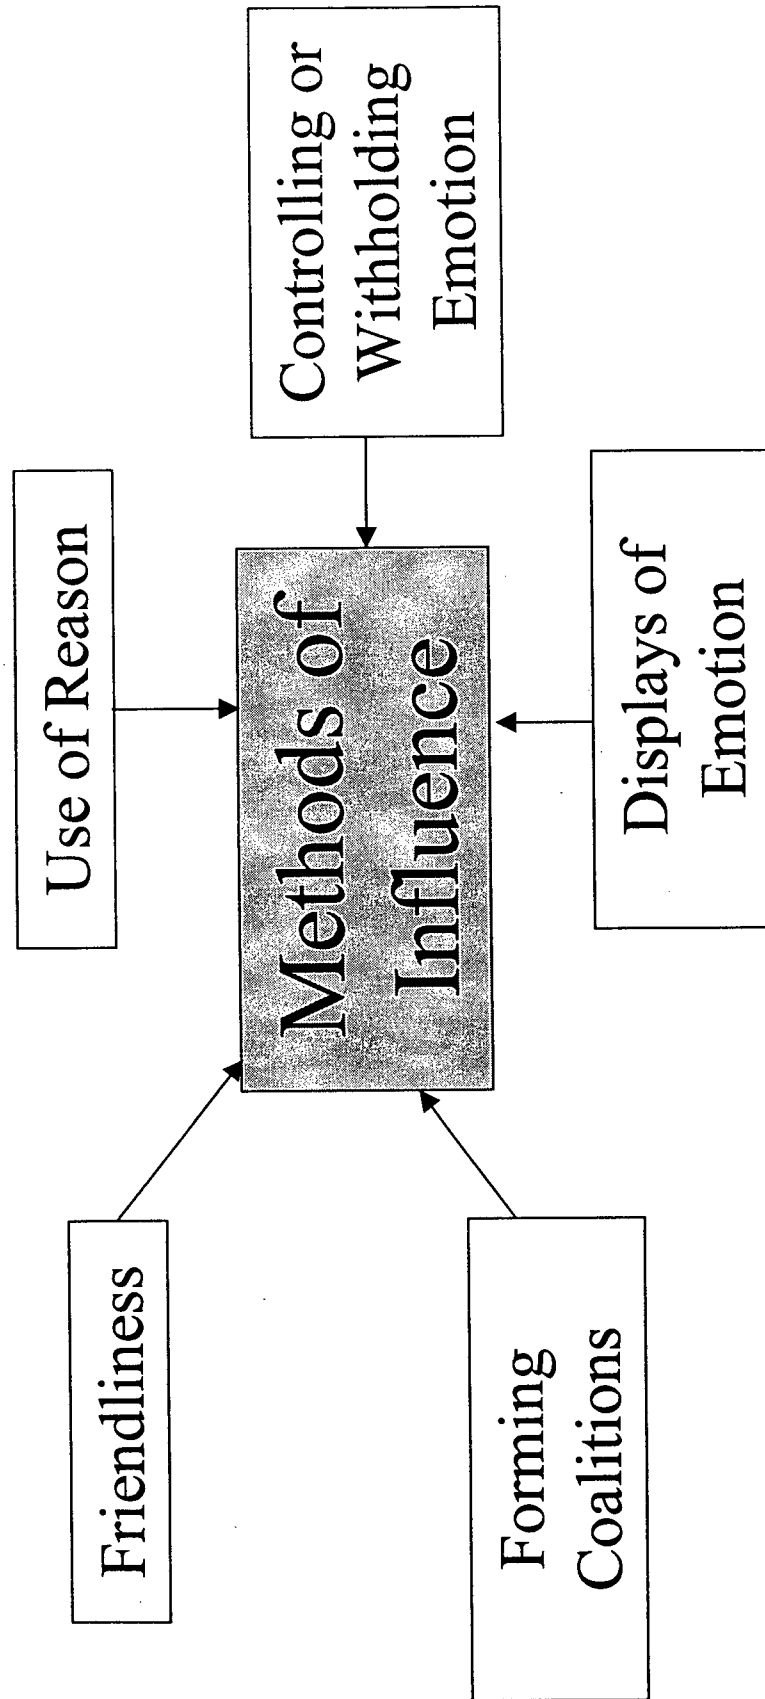 Friendliness
Use of Reason
Methods of
Influence
Controlling or
Withholding
Emotion
Forming
Coalitions
Displays of
Emotion